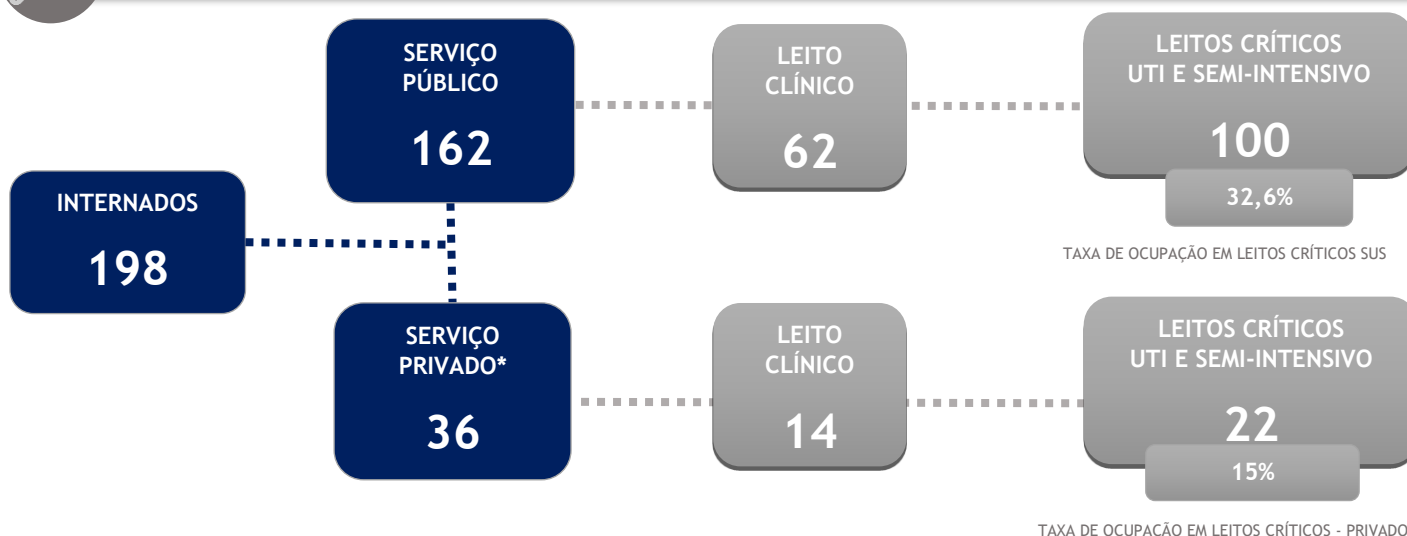 INTERNADOS
198
SERVIÇO
PÚBLICO
162
LEITO
CLÍNICO
62
LEITOS CRÍTICOS
UTI E SEMI-INTENSIVO
100
32,6%
TAXA DE OCUPAÇÃO EM LEITOS CRÍTICOS SUS
SERVIÇO
PRIVADO*
36
LEITO
CLÍNICO
14
LEITOS CRÍTICOS
UTI E SEMI-INTENSIVO
22
15%
TAXA DE OCUPAÇÃO EM LEITOS CRÍTICOS - PRIVADO